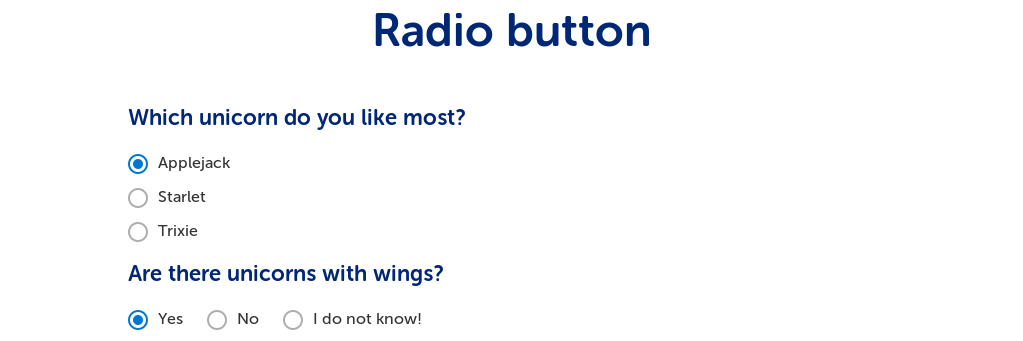 Radio button
Which unicorn do you like most?
Applejack
Starlet
Trixie
Are there unicorns with wings?
Yes No I do not know!